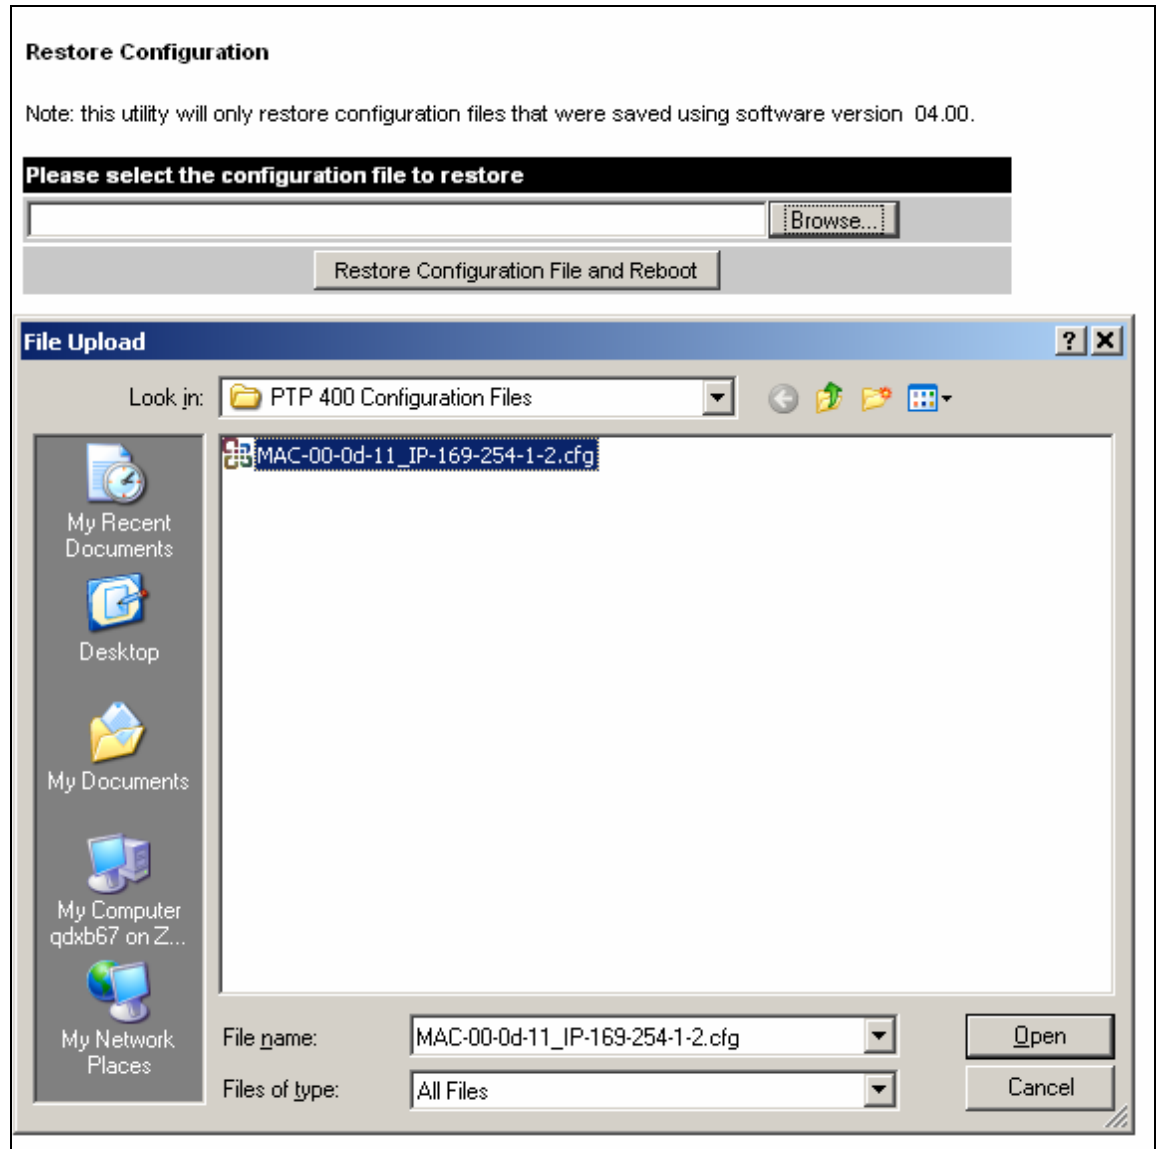 Restore Configuration
Note: this utility will only restore configuration files that were saved using software version 04.00.
Please select the configuration file to restore
Browse...
Restore Configuration File and Reboot
File Upload
Look in:
PTP 400 Configuration Files
MAC-00-0d-11_IP-169-254-1-2.cfg
My Recent
Documents
Desktop
My Documents
My Computer
qdxb67 on Z...
My Network
Places
File name:
MAC-00-0d-11_IP-169-254-1-2.cfg
Open
Files of type:
All Files
Cancel